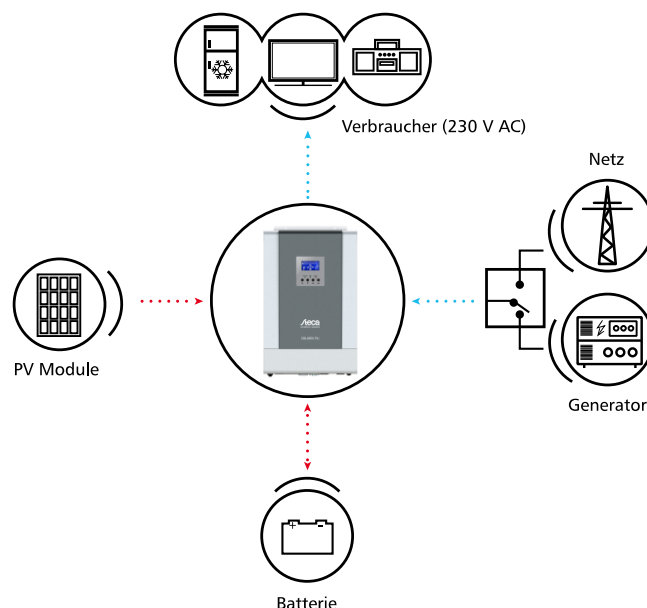 Verbraucher (230 V AC)
Netz
Steca
PV Module
Generator
Batterie